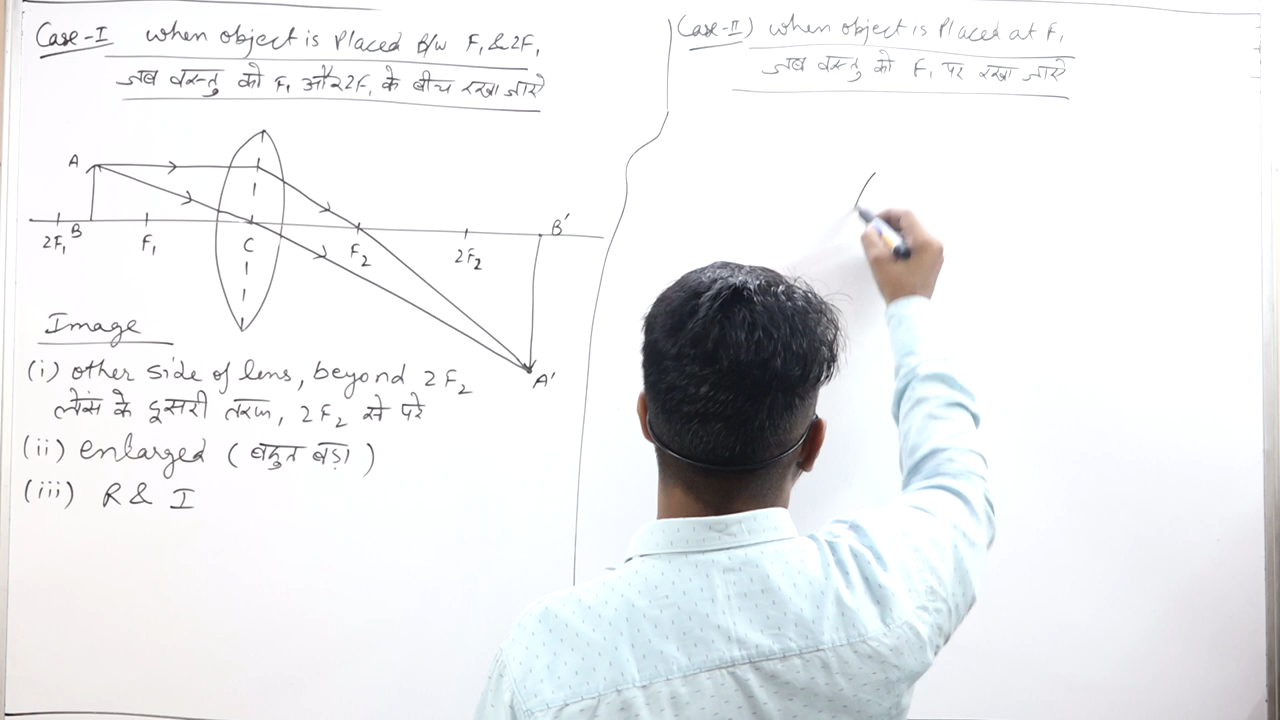 Case-I when object is Placed B/w F₁ & 2F₁
जब वस्तु को F₁ और 2F₁ के बीच रखा जाये
A
B
2F₁
F₁
C
F₂
2F₂
B'
A'
Image
(i) other side of lens, beyond 2F₂
लेंस के दूसरी तरफ, 2F₂ से परे
(ii) enlarged (बहुत बड़ा)
(iii) R & I
Case-II) when object is Placed at F₁
जब वस्तु को F₁ पर रखा जाये